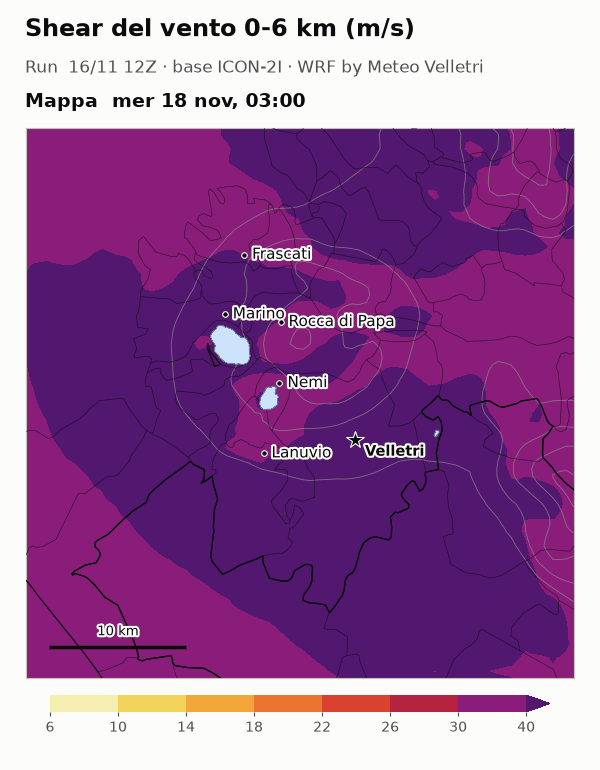 Shear del vento 0-6 km (m/s)
Run  16/11 12Z · base ICON-2I · WRF by Meteo Velletri
Mappa  mer 18 nov, 03:00
Frascati
Marino
Rocca di Papa
Nemi
Velletri
Lanuvio
10 km
6 10 14 18 22 26 30 40